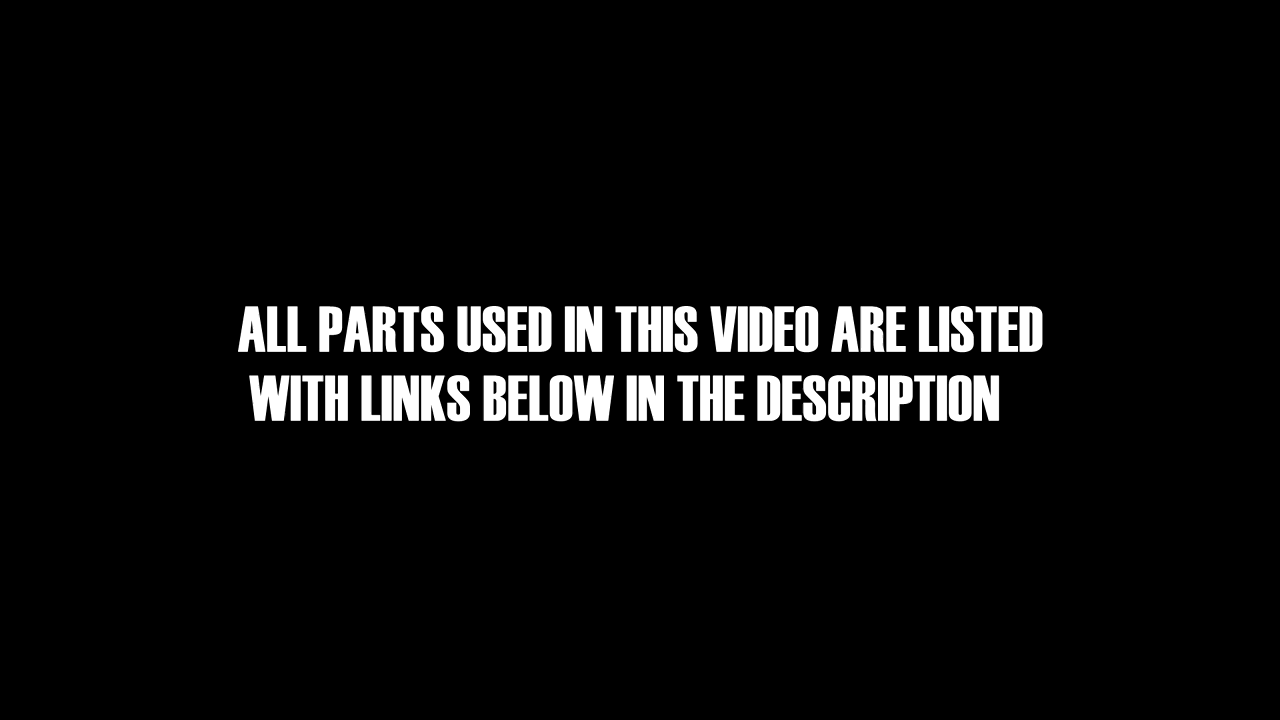 ALL PARTS USED IN THIS VIDEO ARE LISTED
WITH LINKS BELOW IN THE DESCRIPTION